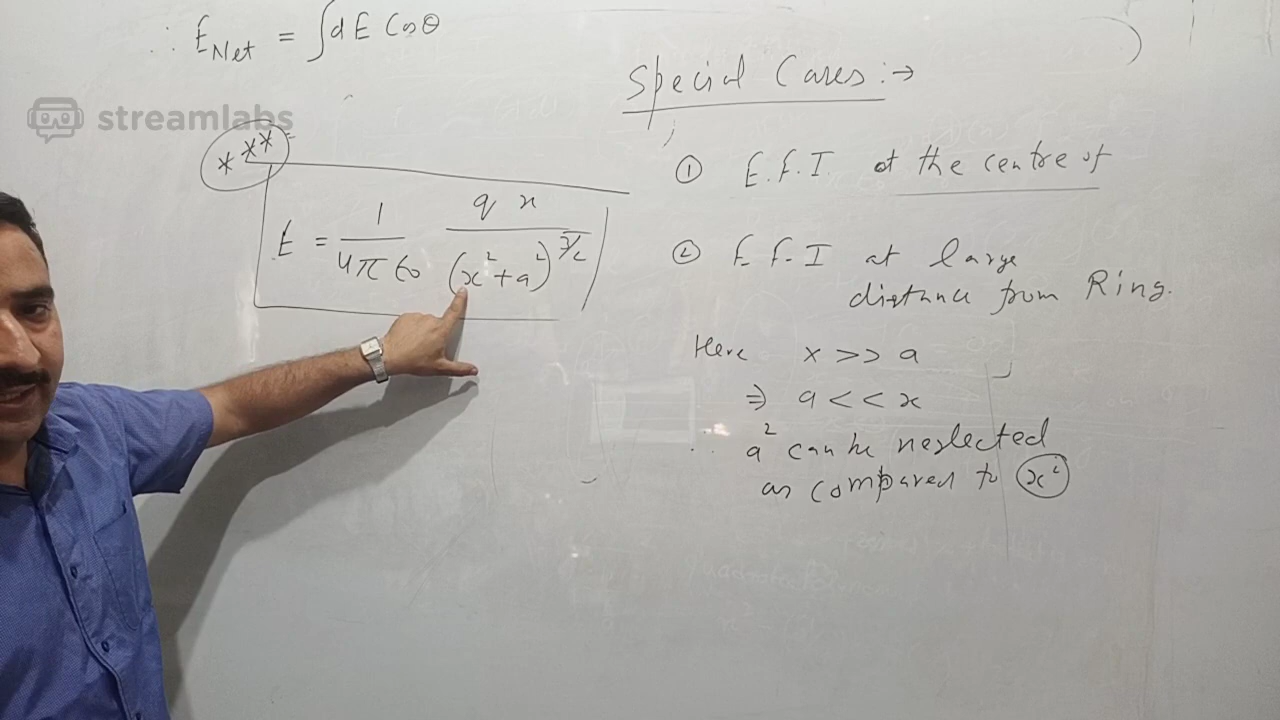 ∴ E_Net = ∫dE Cosθ
streamlabs
***
E = 1/4πε₀ q x/(x²+a²)^3/2
Special Cases :→
① E.F.I at the centre of
② E.F.I at large
distance from Ring.
Here x >> a
⇒ a << x
∴ a² can be neglected
as compared to x²